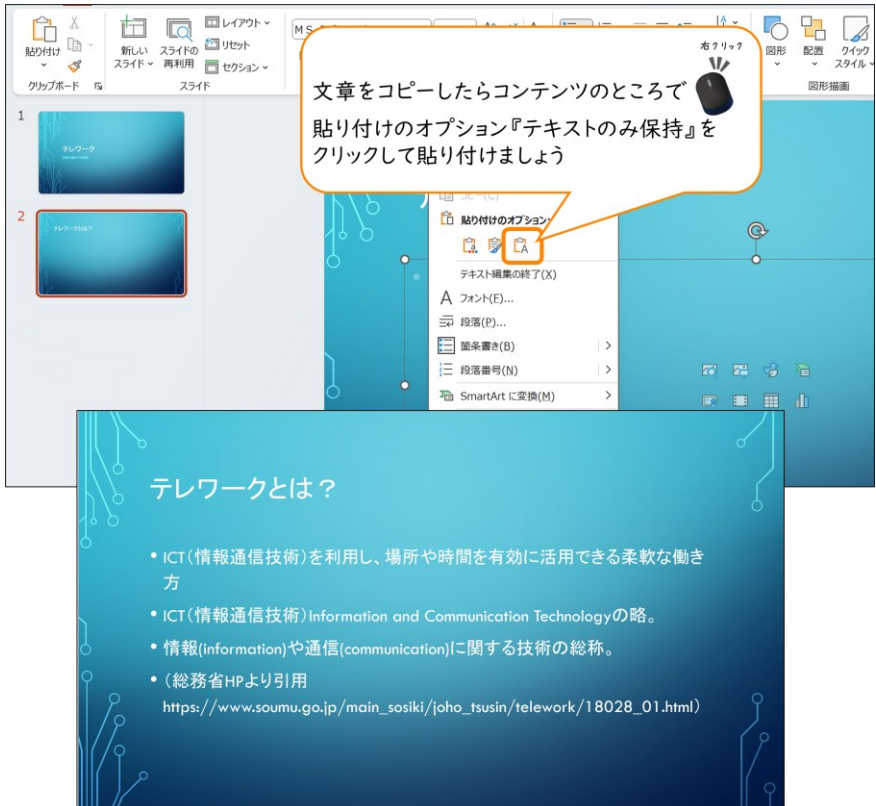 貼り付け
新しい
スライド
スライドの
再利用
レイアウト
リセット
セクション
クリップボード
スライド
図形
配置
クイック
スタイル
図形描画
右クリック
文章をコピーしたらコンテンツのところで
貼り付けのオプション『テキストのみ保持』を
クリックして貼り付けましょう
1
テレワーク
2
テレワークとは？
コピー(C)
貼り付けのオプション:
テキスト編集の終了(X)
フォント(F)...
段落(P)...
箇条書き(B)
段落番号(N)
SmartArt に変換(M)
テレワークとは？
• ICT（情報通信技術）を利用し、場所や時間を有効に活用できる柔軟な働き
方
• ICT（情報通信技術）Information and Communication Technologyの略。
• 情報(information)や通信(communication)に関する技術の総称。
• （総務省HPより引用
https://www.soumu.go.jp/main_sosiki/joho_tsusin/telework/18028_01.html）